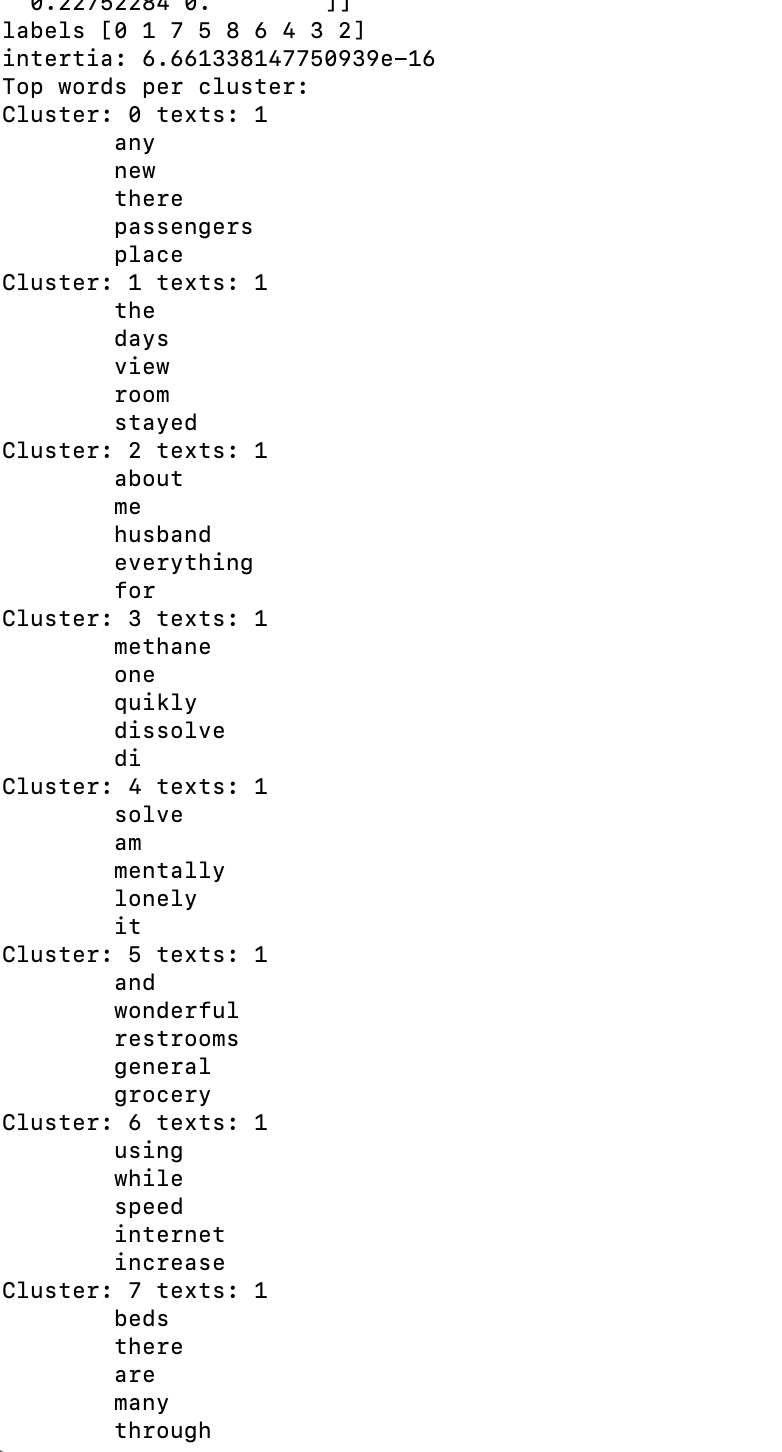 0.22752284 0. ]]
labels [0 1 7 5 8 6 4 3 2]
intertia: 6.661338147750939e-16
Top words per cluster:
Cluster: 0 texts: 1
any
new
there
passengers
place
Cluster: 1 texts: 1
the
days
view
room
stayed
Cluster: 2 texts: 1
about
me
husband
everything
for
Cluster: 3 texts: 1
methane
one
quikly
dissolve
di
Cluster: 4 texts: 1
solve
am
mentally
lonely
it
Cluster: 5 texts: 1
and
wonderful
restrooms
general
grocery
Cluster: 6 texts: 1
using
while
speed
internet
increase
Cluster: 7 texts: 1
beds
there
are
many
through